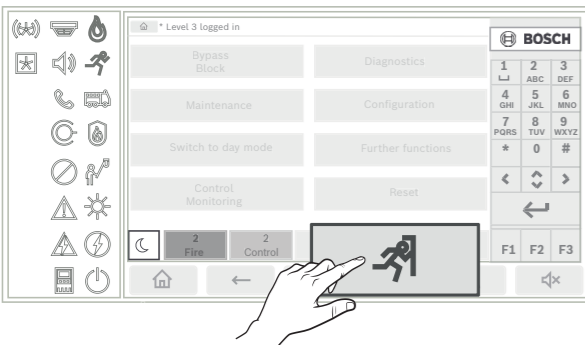 * Level 3 logged in
Bypass
Block
Diagnostics
Maintenance
Configuration
Switch to day mode
Further functions
Control
Monitoring
Reset
2
Fire
2
Control
BOSCH
1
2
ABC
3
DEF
4
GHI
5
JKL
6
MNO
7
PQRS
8
TUV
9
WXYZ
*
0
#
F1
F2
F3